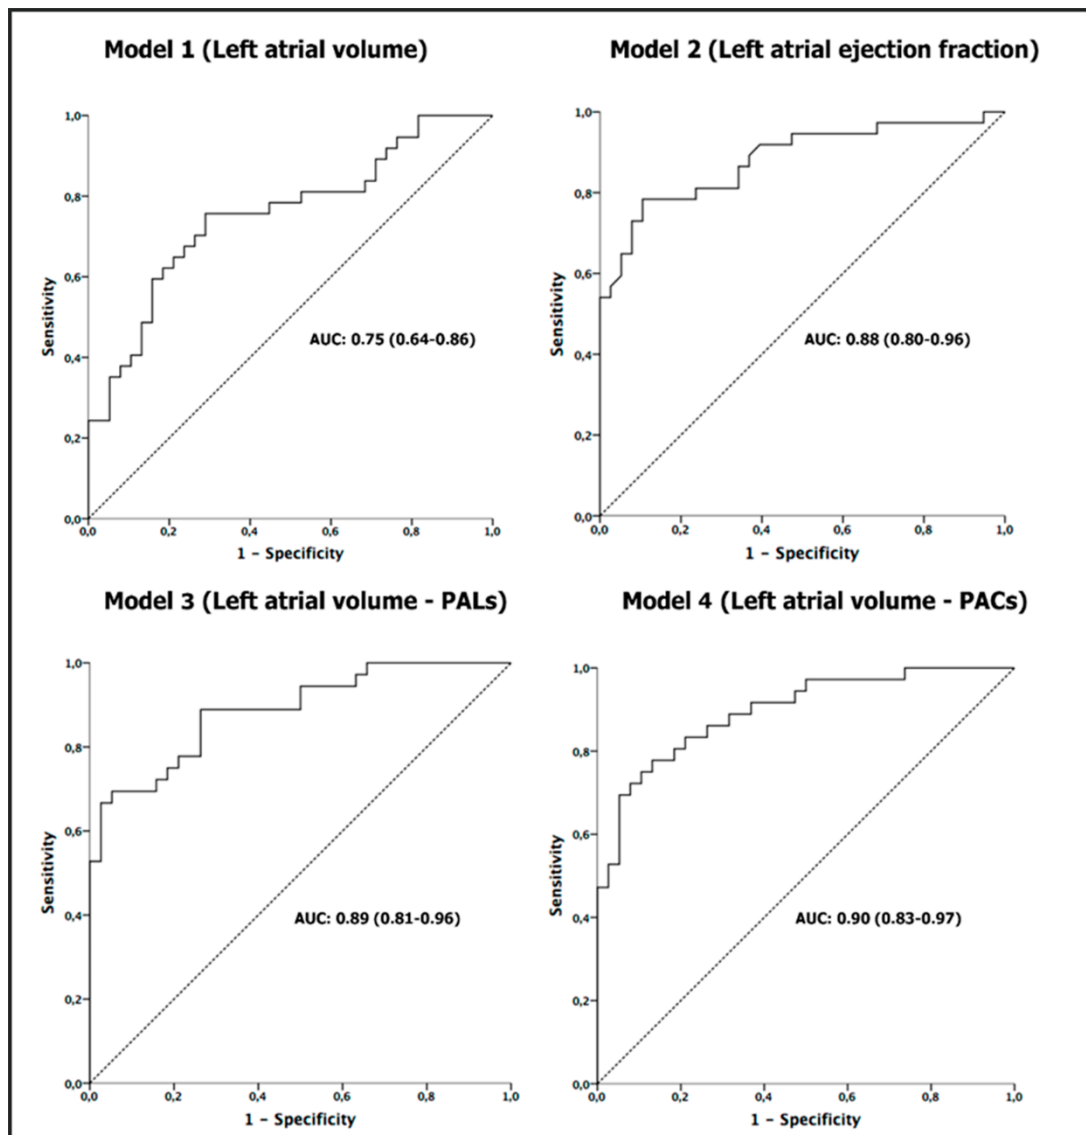 Model 1 (Left atrial volume)
1,0
0,8
0,6
0,4
0,2
0,0
Sensitivity
AUC: 0.75 (0.64-0.86)
0,0 0,2 0,4 0,6 0,8 1,0
1 - Specificity
Model 2 (Left atrial ejection fraction)
1,0
0,8
0,6
0,4
0,2
0,0
Sensitivity
AUC: 0.88 (0.80-0.96)
0,0 0,2 0,4 0,6 0,8 1,0
1 - Specificity
Model 3 (Left atrial volume - PALs)
1,0
0,8
0,6
0,4
0,2
0,0
Sensitivity
AUC: 0.89 (0.81-0.96)
0,0 0,2 0,4 0,6 0,8 1,0
1 - Specificity
Model 4 (Left atrial volume - PACs)
1,0
0,8
0,6
0,4
0,2
0,0
Sensitivity
AUC: 0.90 (0.83-0.97)
0,0 0,2 0,4 0,6 0,8 1,0
1 - Specificity